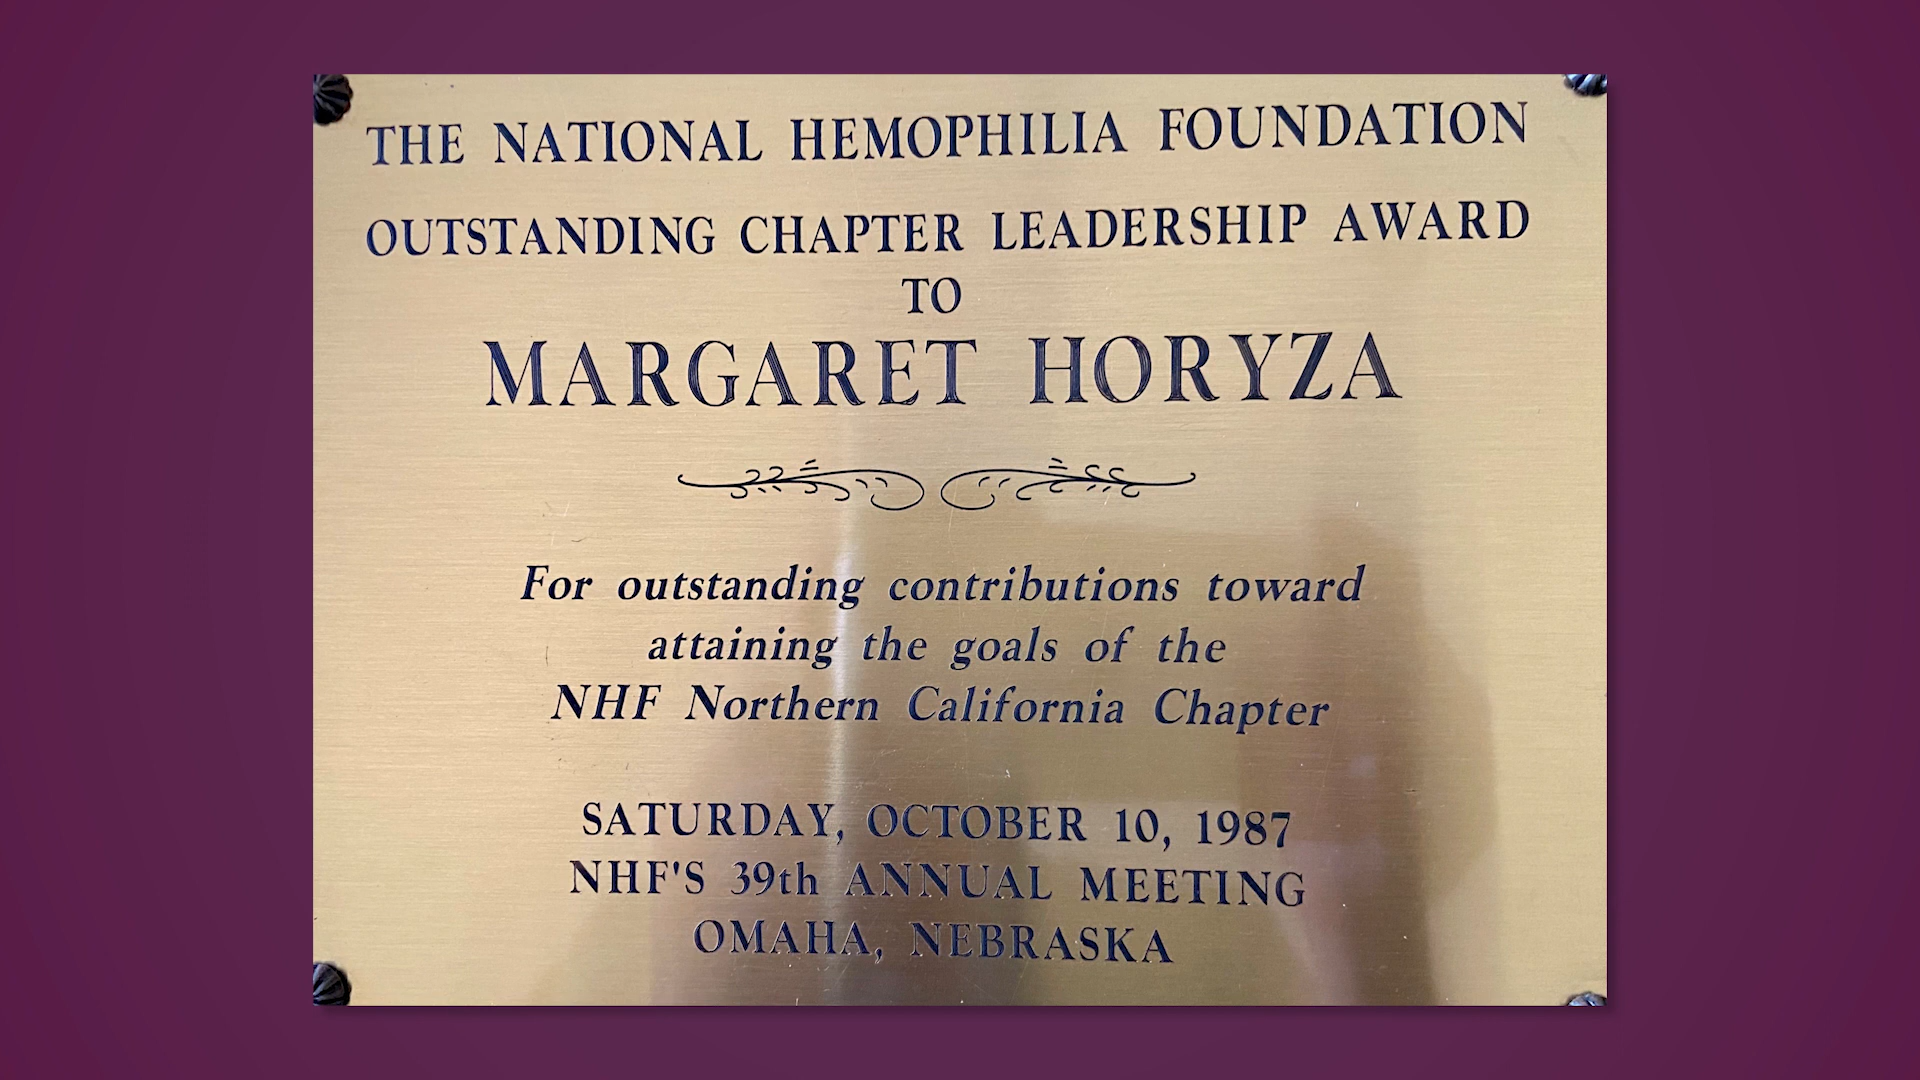 THE NATIONAL HEMOPHILIA FOUNDATION
OUTSTANDING CHAPTER LEADERSHIP AWARD
TO
MARGARET HORYZA
For outstanding contributions toward
attaining the goals of the
NHF Northern California Chapter
SATURDAY, OCTOBER 10, 1987
NHF'S 39th ANNUAL MEETING
OMAHA, NEBRASKA